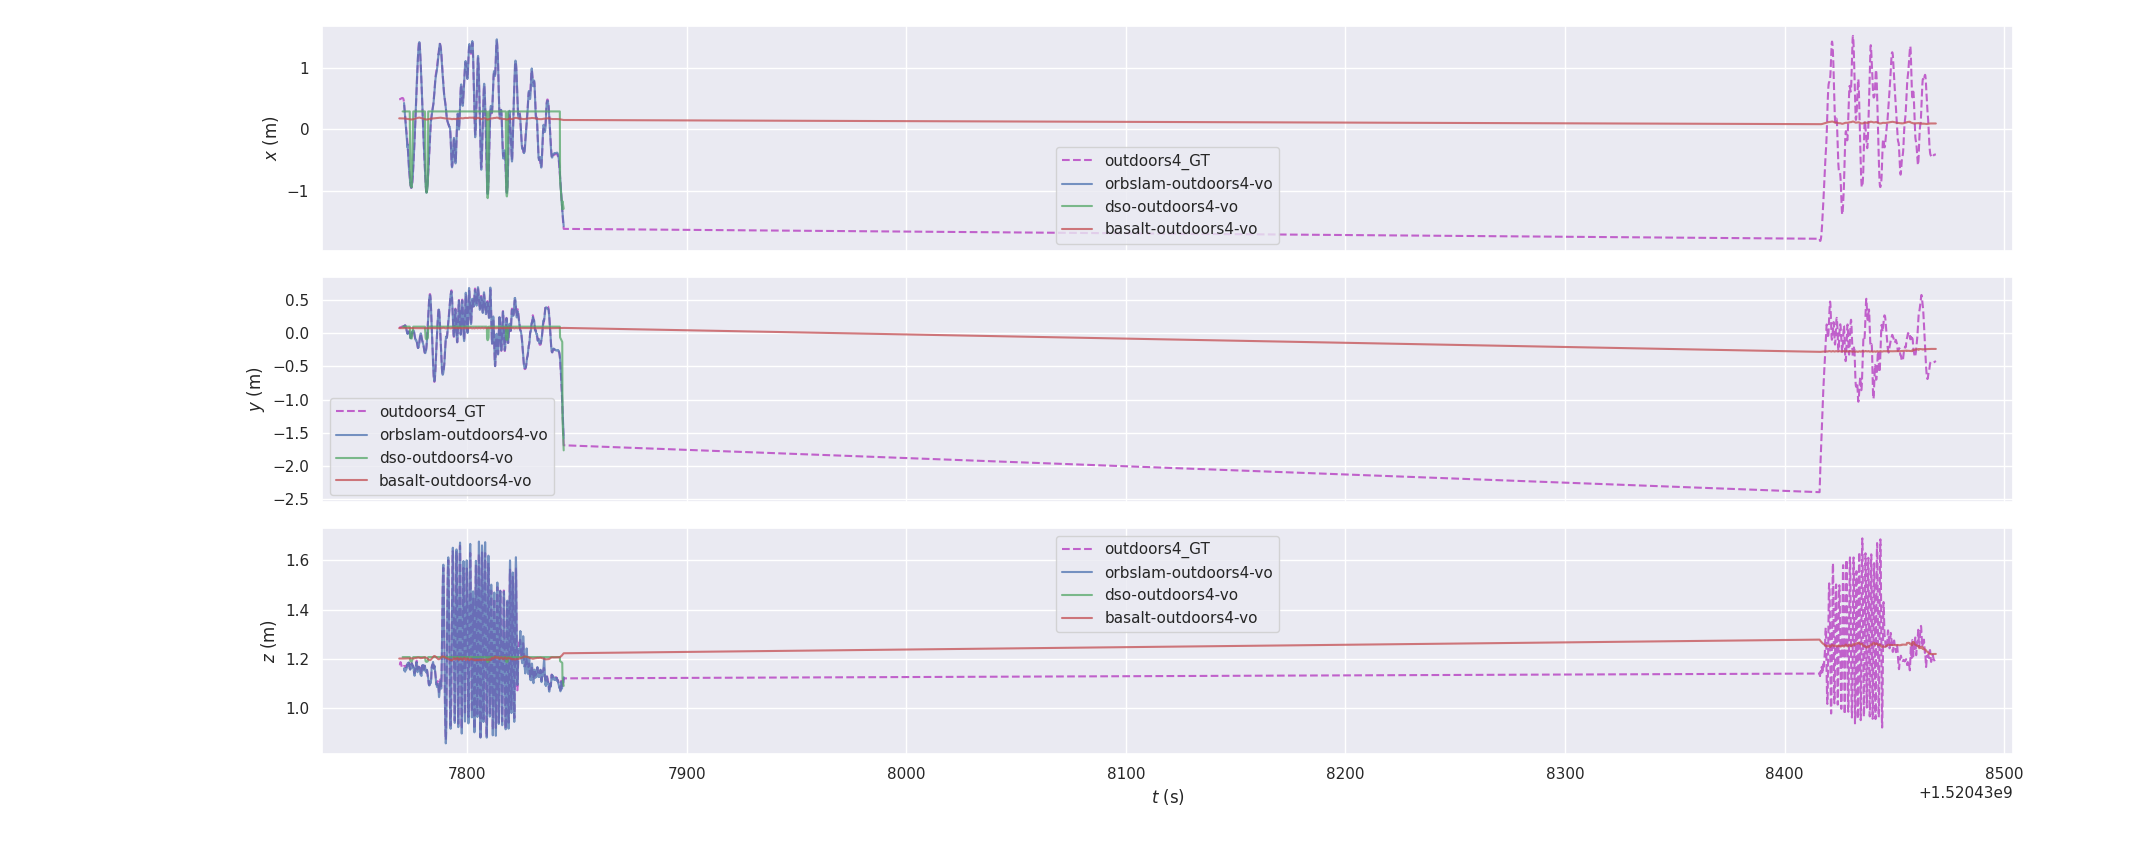 1
0
−1
x (m)
outdoors4_GT
orbslam-outdoors4-vo
dso-outdoors4-vo
basalt-outdoors4-vo
0.5
0.0
−0.5
−1.0
−1.5
−2.0
−2.5
y (m)
outdoors4_GT
orbslam-outdoors4-vo
dso-outdoors4-vo
basalt-outdoors4-vo
1.6
1.4
1.2
1.0
z (m)
outdoors4_GT
orbslam-outdoors4-vo
dso-outdoors4-vo
basalt-outdoors4-vo
7800 7900 8000 8100 8200 8300 8400 8500
t (s)
+1.52043e9